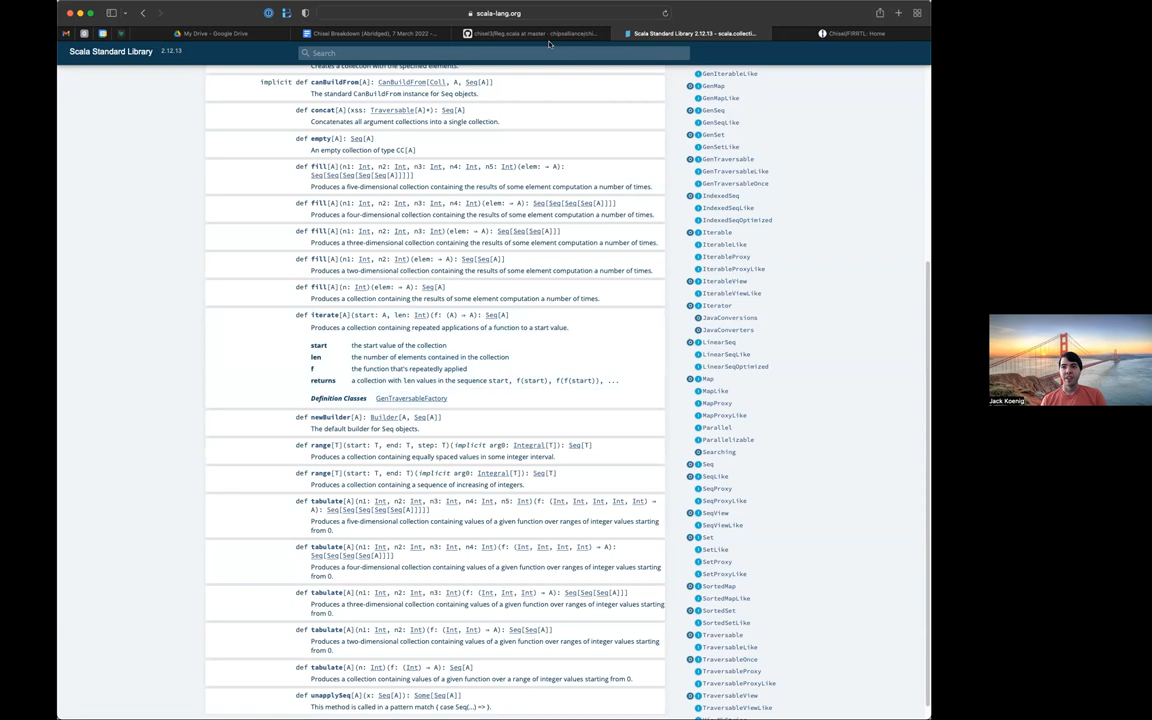 scala-lang.org
My Drive - Google Drive
Chisel Breakdown (Abridged), 7 March 2022 –...
chisel3/Reg.scala at master · chipsalliance/chi...
Scala Standard Library 2.12.13 - scala.collecti...
Chisel/FIRRTL: Home
Scala Standard Library 2.12.13
Search
Creates a collection with the specified elements.
implicit def canBuildFrom[A]: CanBuildFrom[Coll, A, Seq[A]]
The standard CanBuildFrom instance for Seq objects.
def concat[A](xss: Traversable[A]*): Seq[A]
Concatenates all argument collections into a single collection.
def empty[A]: Seq[A]
An empty collection of type CC[A]
def fill[A](n1: Int, n2: Int, n3: Int, n4: Int, n5: Int)(elem: ⇒ A):
Seq[Seq[Seq[Seq[Seq[A]]]]]
Produces a five-dimensional collection containing the results of some element computation a number of times.
def fill[A](n1: Int, n2: Int, n3: Int, n4: Int)(elem: ⇒ A): Seq[Seq[Seq[Seq[A]]]]
Produces a four-dimensional collection containing the results of some element computation a number of times.
def fill[A](n1: Int, n2: Int, n3: Int)(elem: ⇒ A): Seq[Seq[Seq[A]]]
Produces a three-dimensional collection containing the results of some element computation a number of times.
def fill[A](n1: Int, n2: Int)(elem: ⇒ A): Seq[Seq[A]]
Produces a two-dimensional collection containing the results of some element computation a number of times.
def fill[A](n: Int)(elem: ⇒ A): Seq[A]
Produces a collection containing the results of some element computation a number of times.
def iterate[A](start: A, len: Int)(f: (A) ⇒ A): Seq[A]
Produces a collection containing repeated applications of a function to a start value.
start the start value of the collection
len the number of elements contained in the collection
f the function that's repeatedly applied
returns a collection with len values in the sequence start, f(start), f(f(start)), ...
Definition Classes GenTraversableFactory
def newBuilder[A]: Builder[A, Seq[A]]
The default builder for Seq objects.
def range[T](start: T, end: T, step: T)(implicit arg0: Integral[T]): Seq[T]
Produces a collection containing equally spaced values in some integer interval.
def range[T](start: T, end: T)(implicit arg0: Integral[T]): Seq[T]
Produces a collection containing a sequence of increasing of integers.
def tabulate[A](n1: Int, n2: Int, n3: Int, n4: Int, n5: Int)(f: (Int, Int, Int, Int, Int) ⇒
A): Seq[Seq[Seq[Seq[Seq[A]]]]]
Produces a five-dimensional collection containing values of a given function over ranges of integer values starting
from 0.
def tabulate[A](n1: Int, n2: Int, n3: Int, n4: Int)(f: (Int, Int, Int, Int) ⇒ A):
Seq[Seq[Seq[Seq[A]]]]
Produces a four-dimensional collection containing values of a given function over ranges of integer values starting
from 0.
def tabulate[A](n1: Int, n2: Int, n3: Int)(f: (Int, Int, Int) ⇒ A): Seq[Seq[Seq[A]]]
Produces a three-dimensional collection containing values of a given function over ranges of integer values starting
from 0.
def tabulate[A](n1: Int, n2: Int)(f: (Int, Int) ⇒ A): Seq[Seq[A]]
Produces a two-dimensional collection containing values of a given function over ranges of integer values starting
from 0.
def tabulate[A](n: Int)(f: (Int) ⇒ A): Seq[A]
Produces a collection containing values of a given function over a range of integer values starting from 0.
def unapplySeq[A](x: Seq[A]): Some[Seq[A]]
This method is called in a pattern match { case Seq(...) => }.
GenIterableLike
GenMap
GenMapLike
GenSeq
GenSeqLike
GenSet
GenSetLike
GenTraversable
GenTraversableLike
GenTraversableOnce
IndexedSeq
IndexedSeqLike
IndexedSeqOptimized
Iterable
IterableLike
IterableProxy
IterableProxyLike
IterableView
IterableViewLike
Iterator
JavaConversions
JavaConverters
LinearSeq
LinearSeqLike
LinearSeqOptimized
Map
MapLike
MapProxy
MapProxyLike
Parallel
Parallelizable
Searching
Seq
SeqLike
SeqProxy
SeqProxyLike
SeqView
SeqViewLike
Set
SetLike
SetProxy
SetProxyLike
SortedMap
SortedMapLike
SortedSet
SortedSetLike
Traversable
TraversableLike
TraversableOnce
TraversableProxy
TraversableProxyLike
TraversableView
TraversableViewLike
Jack Koenig